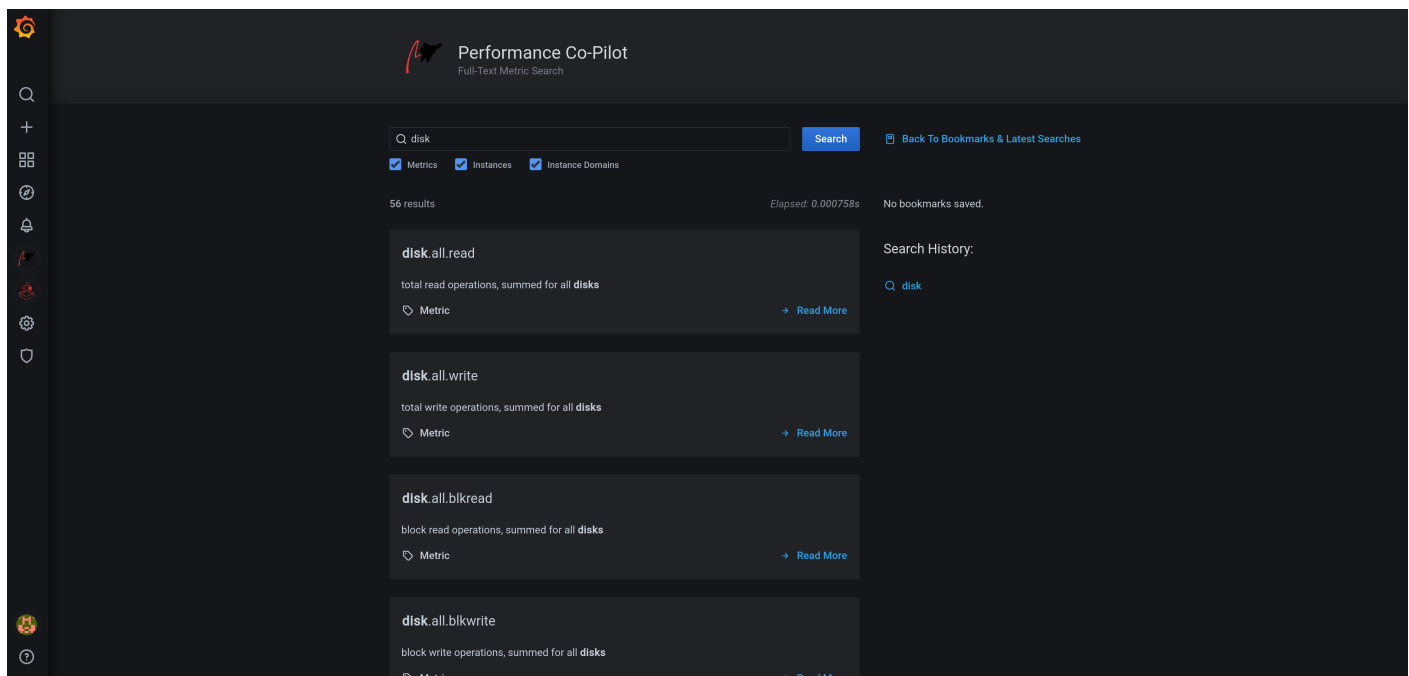 Performance Co-Pilot
Full-Text Metric Search
disk
Search
Back To Bookmarks & Latest Searches
Metrics
Instances
Instance Domains
56 results
Elapsed: 0.000758s
No bookmarks saved.
Search History:
disk
disk.all.read
total read operations, summed for all disks
Metric
Read More
disk.all.write
total write operations, summed for all disks
Metric
Read More
disk.all.blkread
block read operations, summed for all disks
Metric
Read More
disk.all.blkwrite
block write operations, summed for all disks